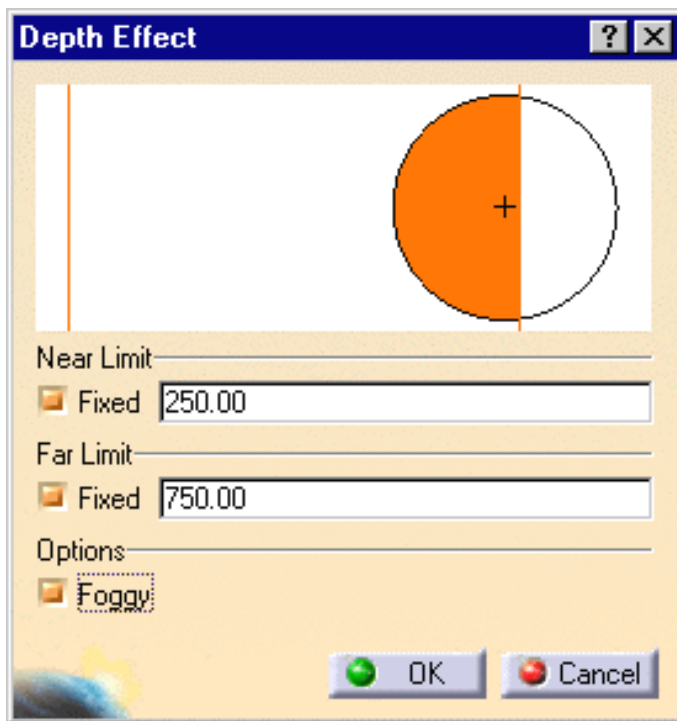 Depth Effect
Near Limit
Fixed 250.00
Far Limit
Fixed 750.00
Options
Foggy
OK Cancel